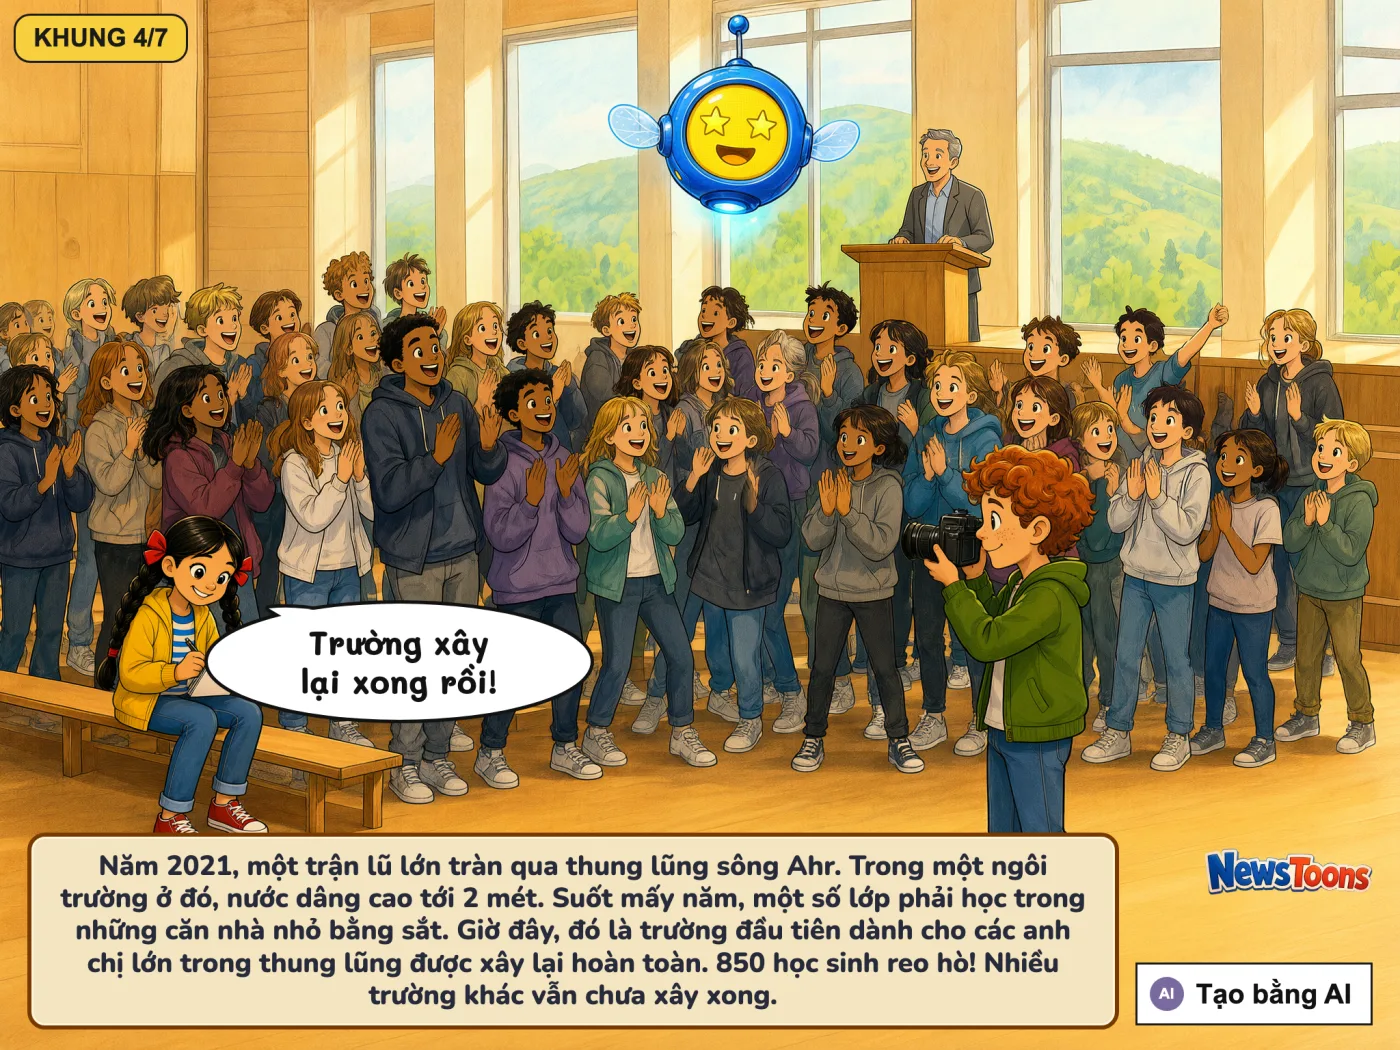 KHUNG 4/7
Trường xây
lại xong rồi!
Năm 2021, một trận lũ lớn tràn qua thung lũng sông Ahr. Trong một ngôi
trường ở đó, nước dâng cao tới 2 mét. Suốt mấy năm, một số lớp phải học trong
những căn nhà nhỏ bằng sắt. Giờ đây, đó là trường đầu tiên dành cho các anh
chị lớn trong thung lũng được xây lại hoàn toàn. 850 học sinh reo hò! Nhiều
trường khác vẫn chưa xây xong.
NewsToons
AI Tạo bằng AI